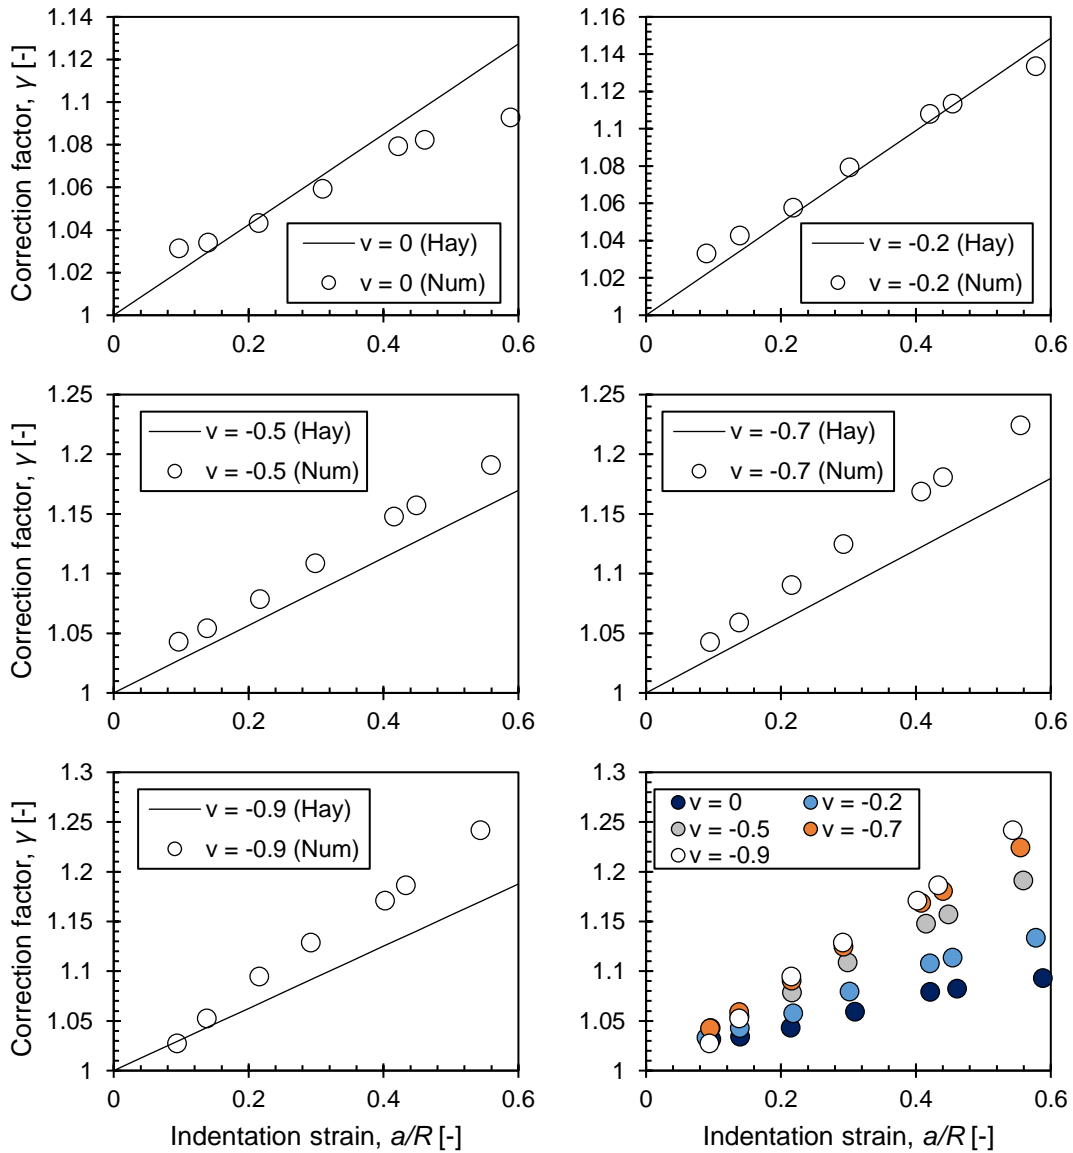 Correction factor, γ [-]
1.14
1.12
1.1
1.08
1.06
1.04
1.02
1
0 0.2 0.4 0.6
v = 0 (Hay)
v = 0 (Num)
1.16
1.14
1.12
1.1
1.08
1.06
1.04
1.02
1
0 0.2 0.4 0.6
v = -0.2 (Hay)
v = -0.2 (Num)
Correction factor, γ [-]
1.25
1.2
1.15
1.1
1.05
1
0 0.2 0.4 0.6
v = -0.5 (Hay)
v = -0.5 (Num)
1.25
1.2
1.15
1.1
1.05
1
0 0.2 0.4 0.6
v = -0.7 (Hay)
v = -0.7 (Num)
Correction factor, γ [-]
1.3
1.25
1.2
1.15
1.1
1.05
1
0 0.2 0.4 0.6
v = -0.9 (Hay)
v = -0.9 (Num)
Indentation strain, a/R [-]
1.3
1.25
1.2
1.15
1.1
1.05
1
0 0.2 0.4 0.6
v = 0 v = -0.2
v = -0.5 v = -0.7
v = -0.9
Indentation strain, a/R [-]